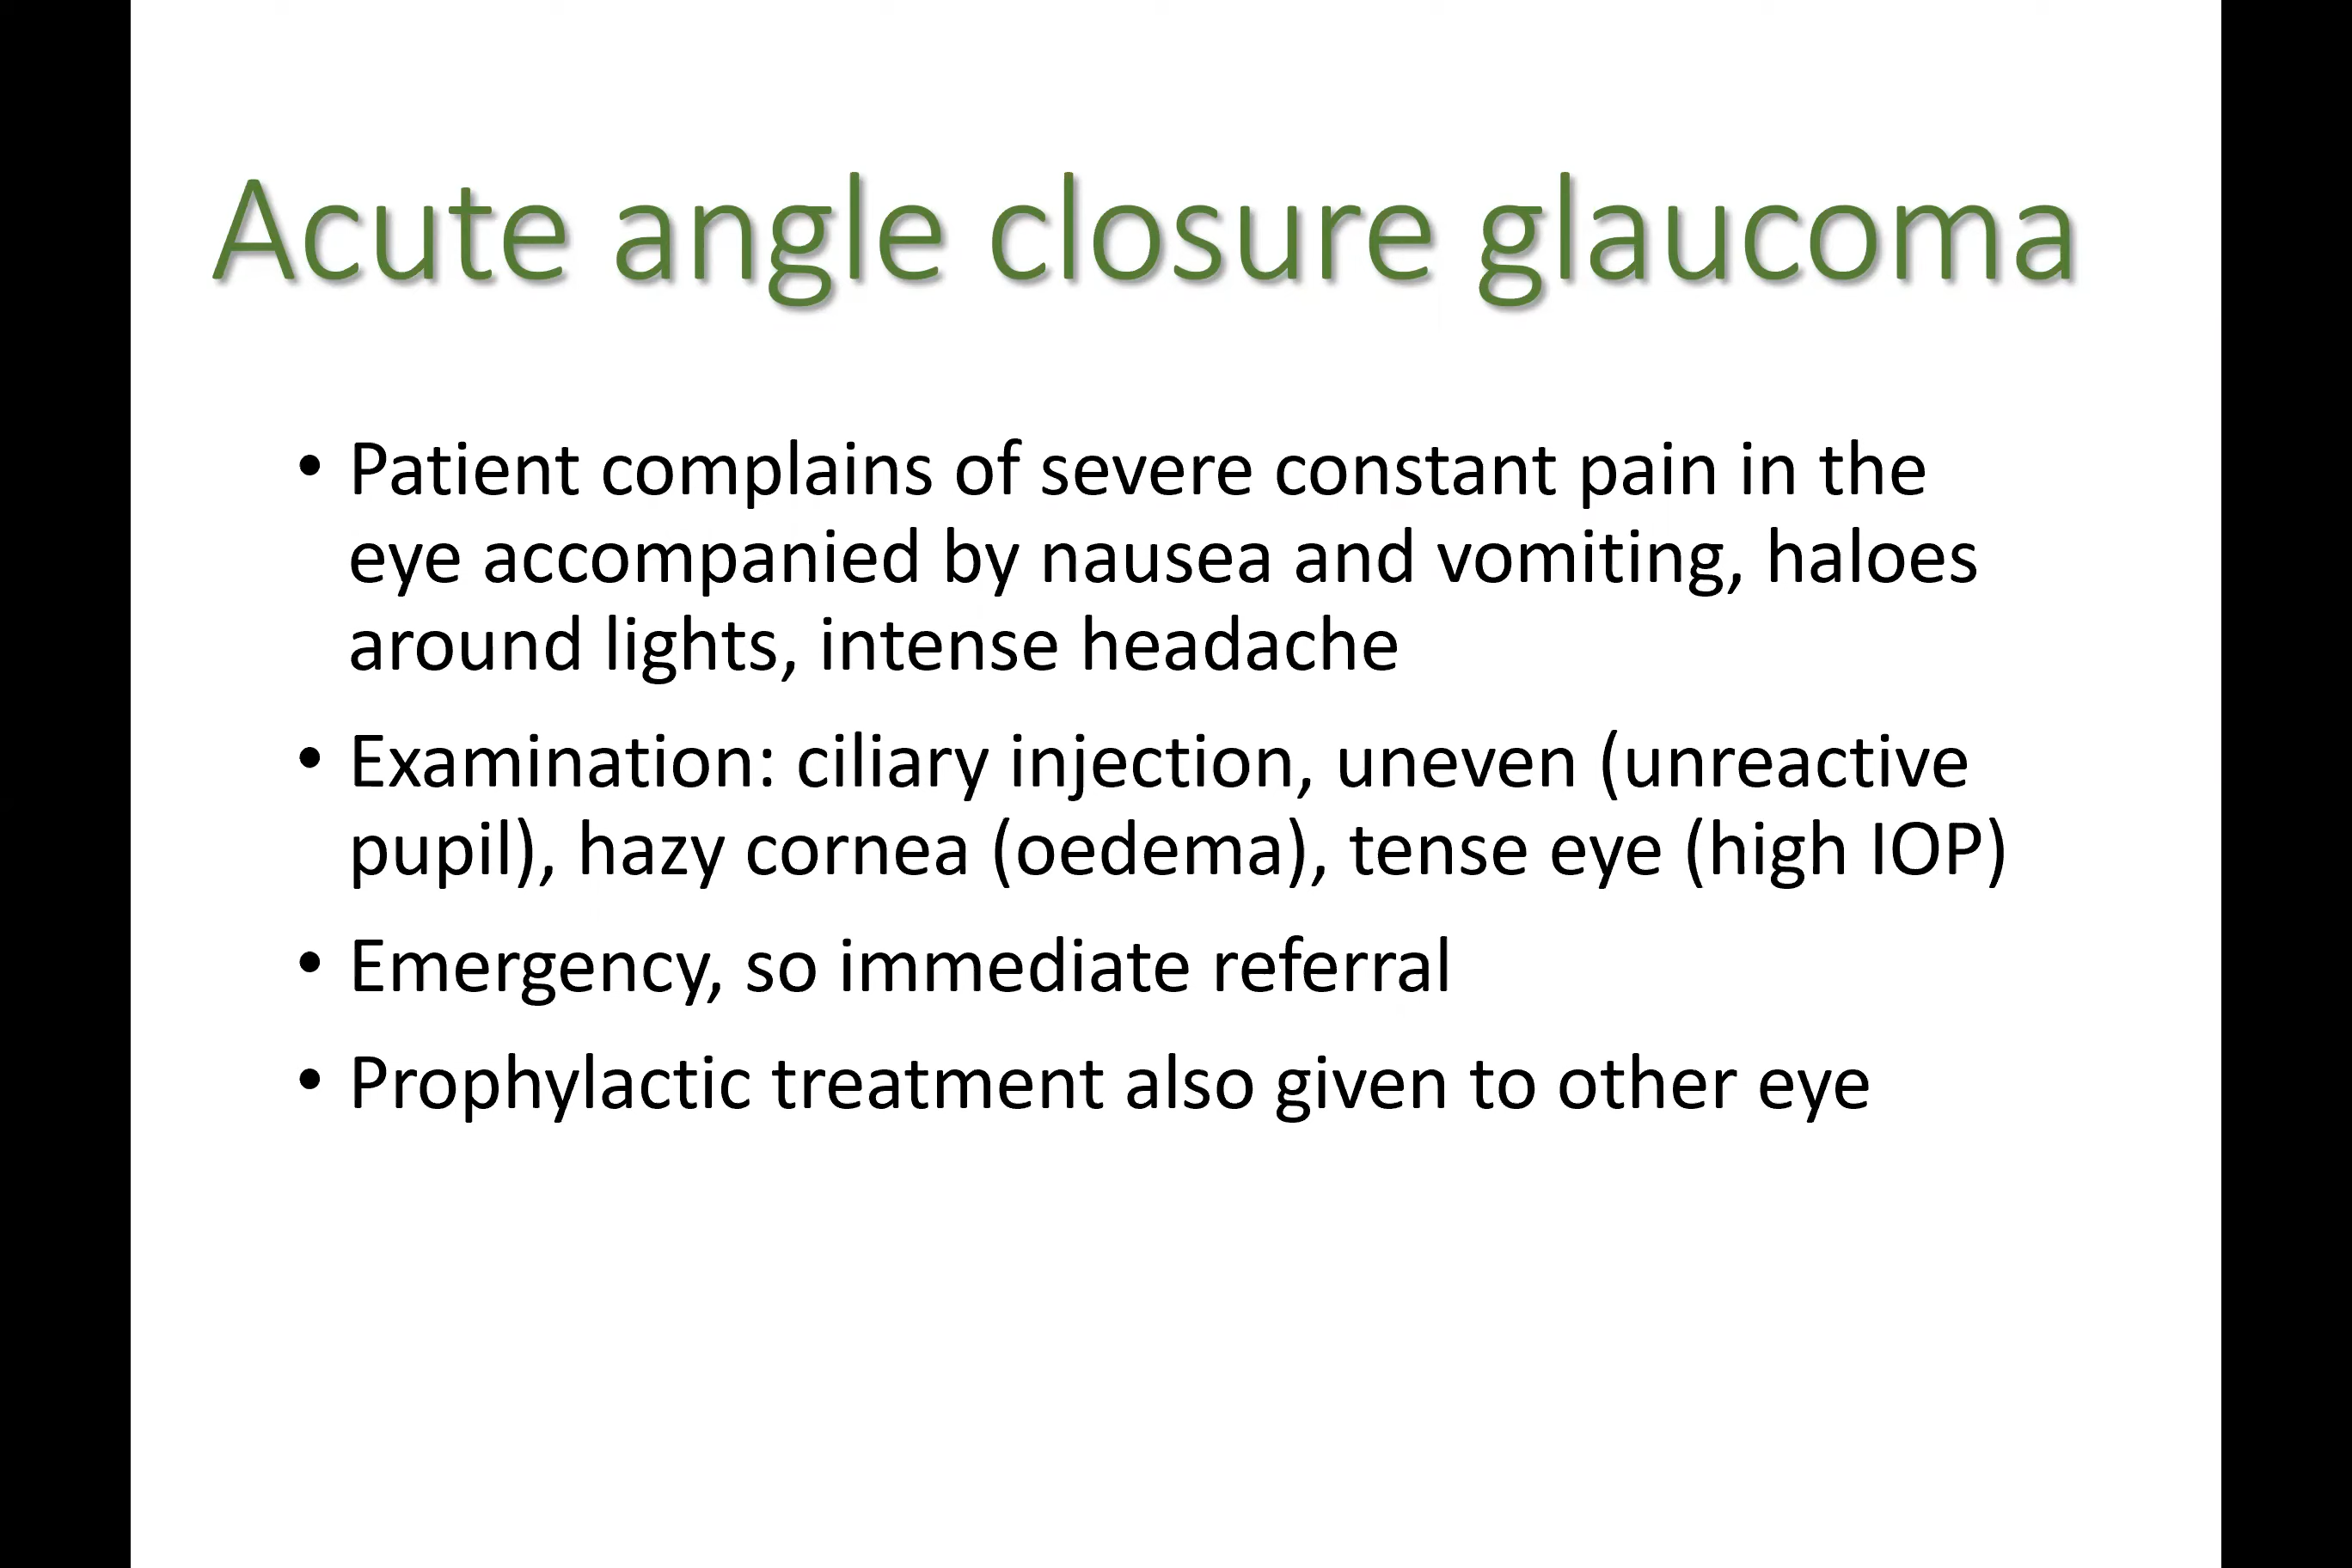 Acute angle closure glaucoma
• Patient complains of severe constant pain in the
eye accompanied by nausea and vomiting, haloes
around lights, intense headache
• Examination: ciliary injection, uneven (unreactive
pupil), hazy cornea (oedema), tense eye (high IOP)
• Emergency, so immediate referral
• Prophylactic treatment also given to other eye